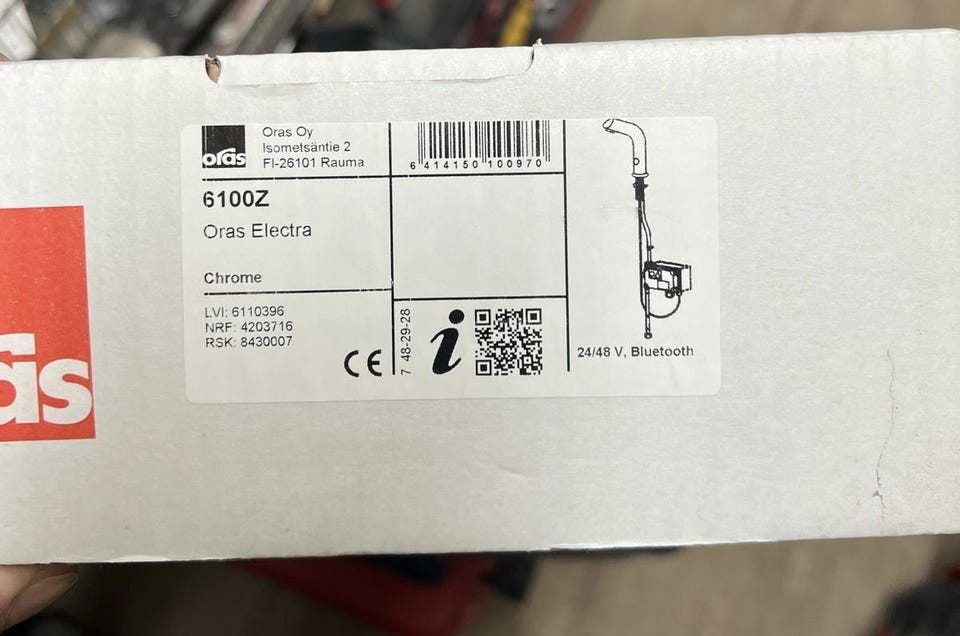 oras
Oras Oy
Isometsäntie 2
FI-26101 Rauma
6 414150 100970
6100Z
Oras Electra
Chrome
LVI: 6110396
NRF: 4203716
RSK: 8430007
CE
7 48-29-28
i
24/48 V, Bluetooth
as